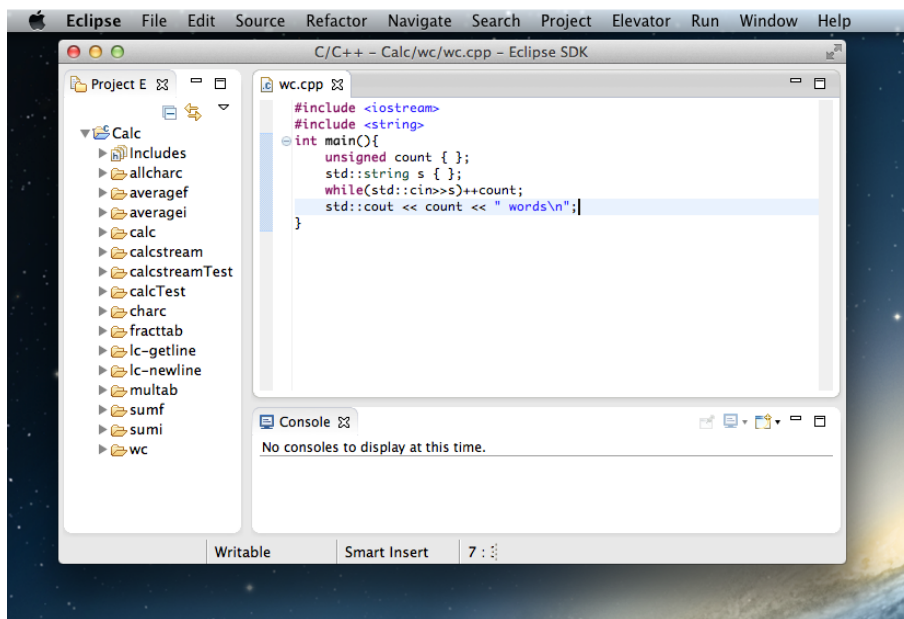 Eclipse File Edit Source Refactor Navigate Search Project Elevator Run Window Help
C/C++ – Calc/wc/wc.cpp – Eclipse SDK
Project E
Calc
Includes
allcharc
averagef
averagei
calc
calcstream
calcstreamTest
calcTest
charc
fracttab
lc-getline
lc-newline
multab
sumf
sumi
wc
wc.cpp
#include <iostream>
#include <string>
int main(){
unsigned count { };
std::string s { };
while(std::cin>>s)++count;
std::cout << count << " words\n";
}
Console
No consoles to display at this time.
Writable Smart Insert 7 :